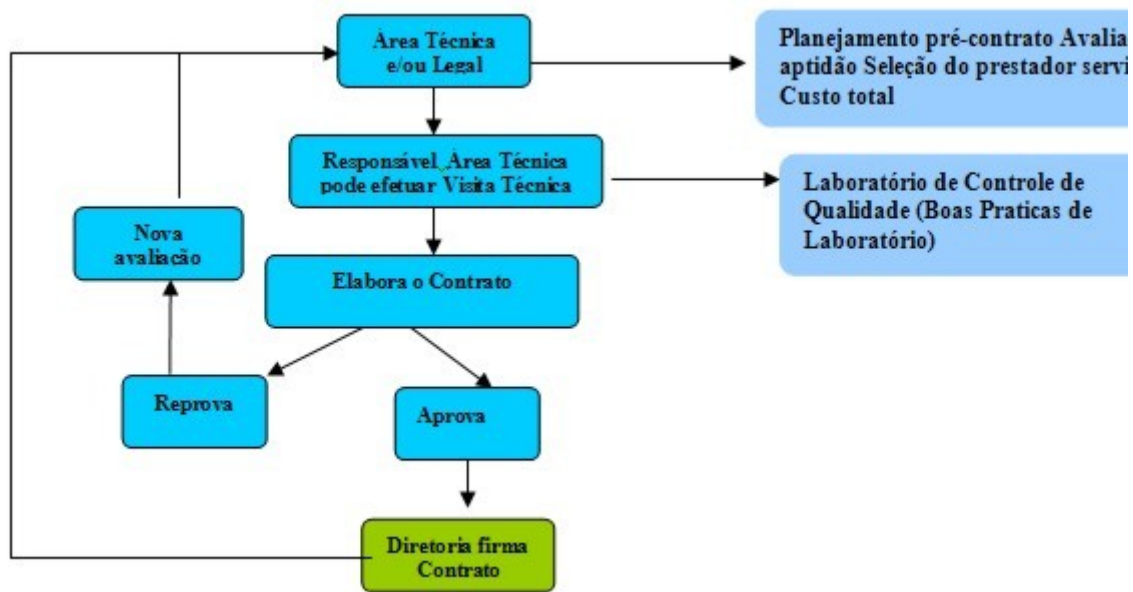 Área Técnica
e/ou Legal
Planejamento pré-contrato Avalia
aptidão Seleção do prestador servi
Custo total
Responsável, Área Técnica
pode efetuar Visita Técnica
Laboratório de Controle de
Qualidade (Boas Praticas de
Laboratório)
Nova
avaliação
Elabora o Contrato
Reprova
Aprova
Diretoria firma
Contrato